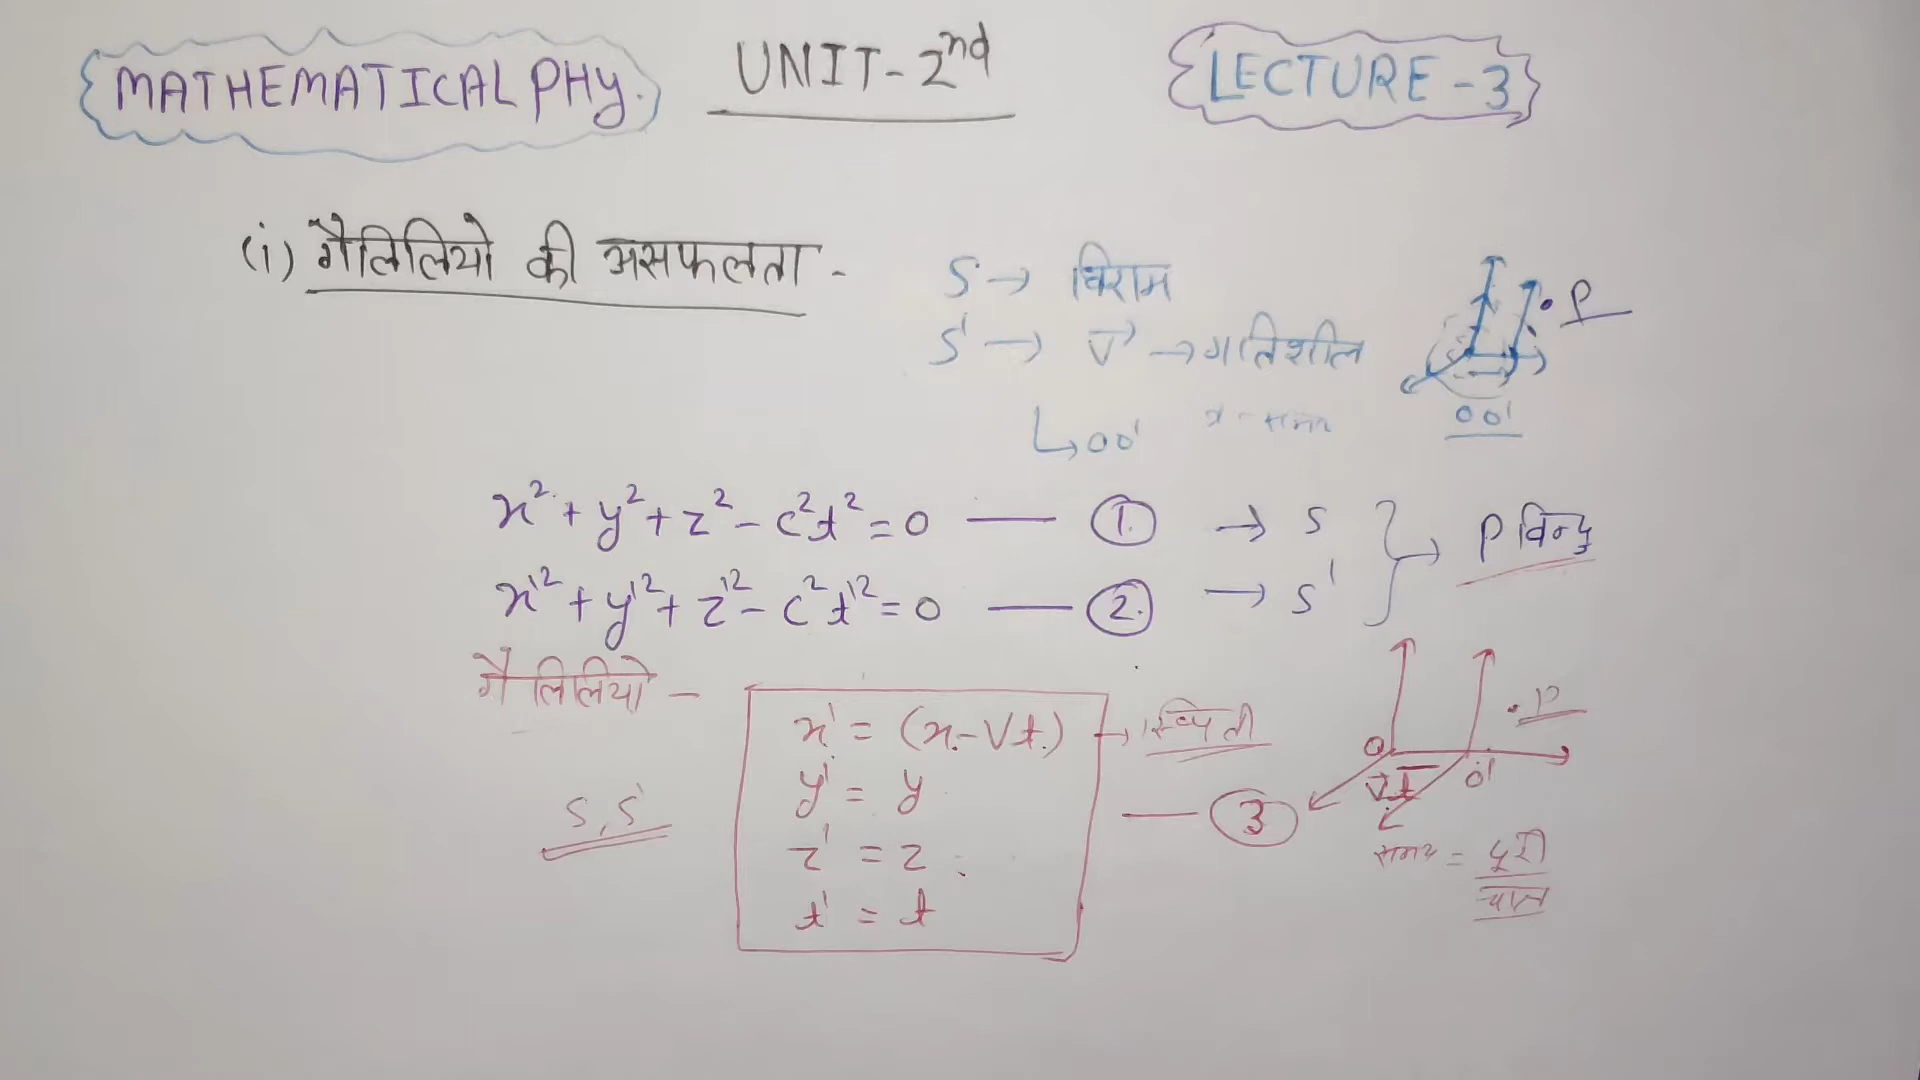 MATHEMATICAL PHY. UNIT-2nd LECTURE-3
(i) गैलिलियो की असफलता -
S → विराम
S' → V → गतिशील
↳ OO'
P
OO'
x² + y² + z² - c²t² = 0 — ① → S
x'² + y'² + z'² - c²t'² = 0 — ② → S'
P बिन्दु
गैलिलियो -
x' = (x - Vt) → स्थिती
y' = y
z' = z
t' = t
— ③
S, S'
O Vt O' P
समय = दूरी / चाल